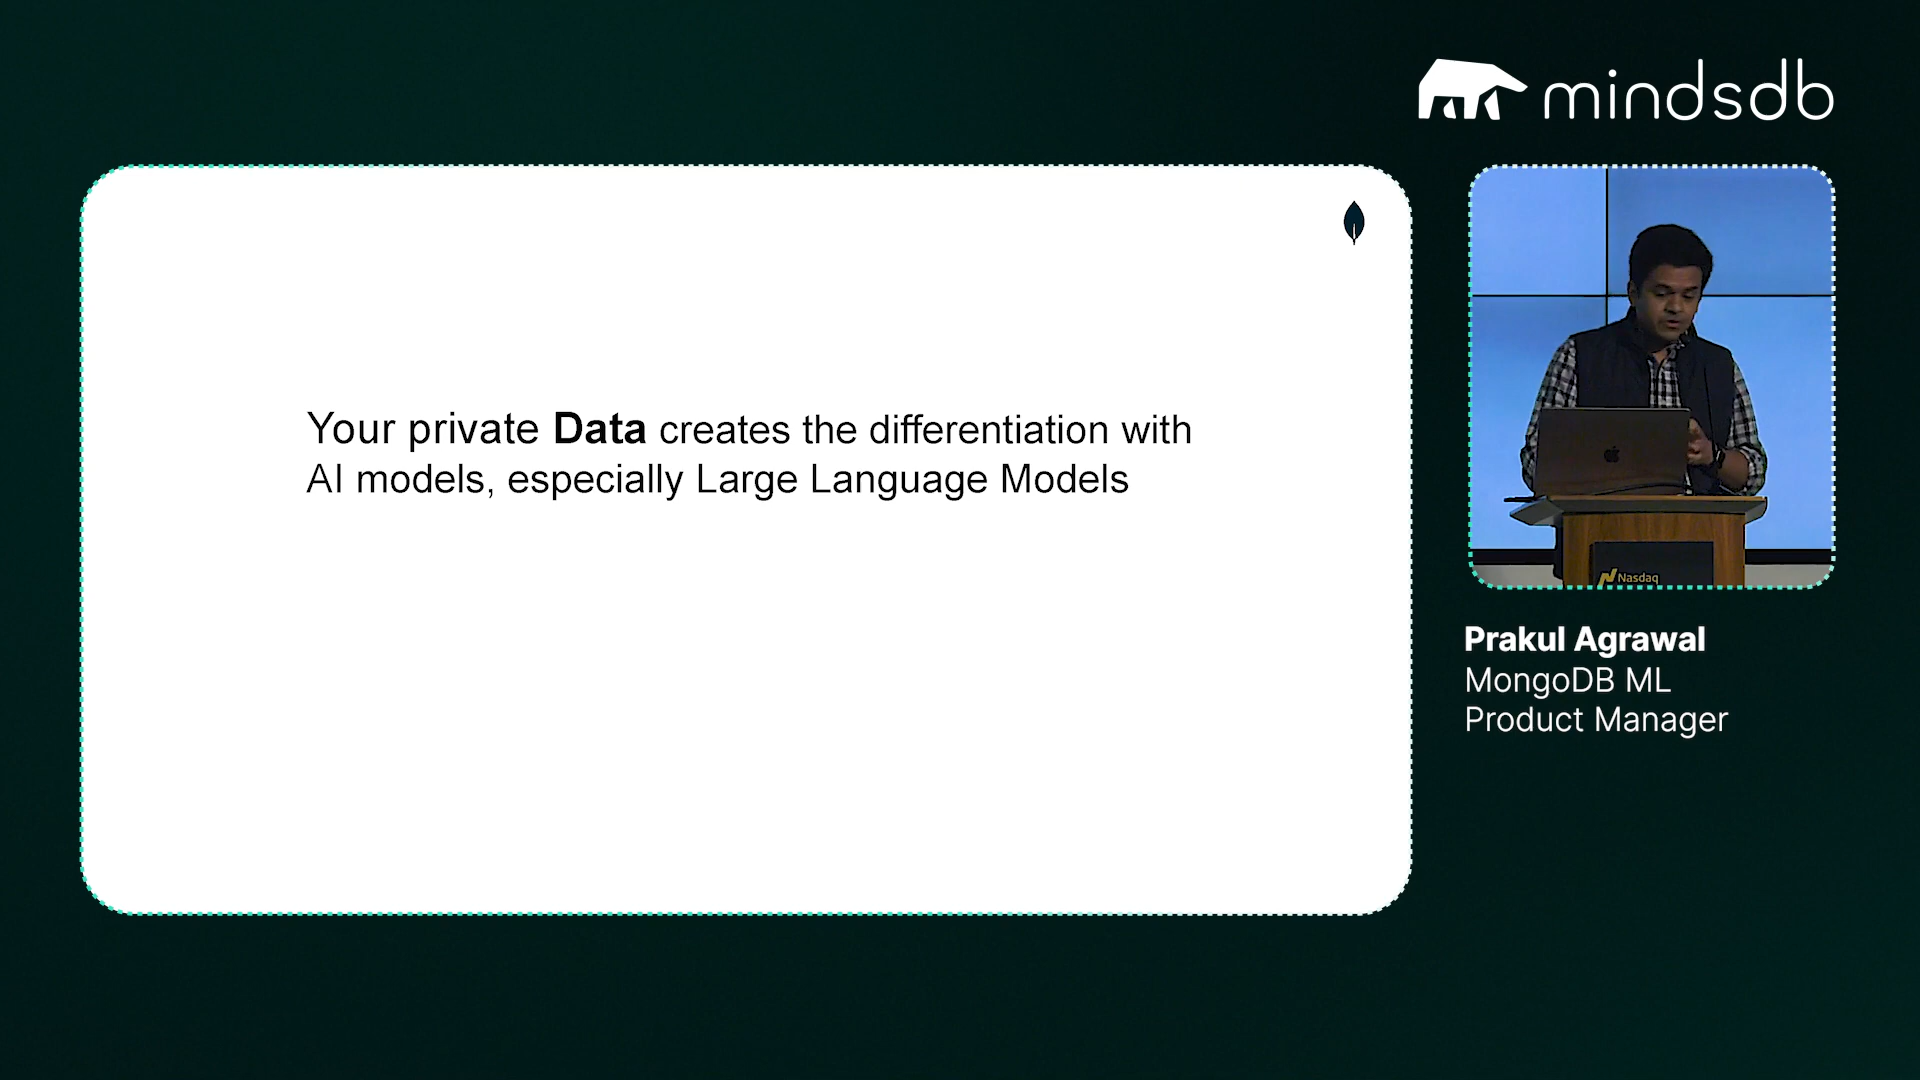 mindsdb
Your private Data creates the differentiation with
AI models, especially Large Language Models
Nasdaq
Prakul Agrawal
MongoDB ML
Product Manager